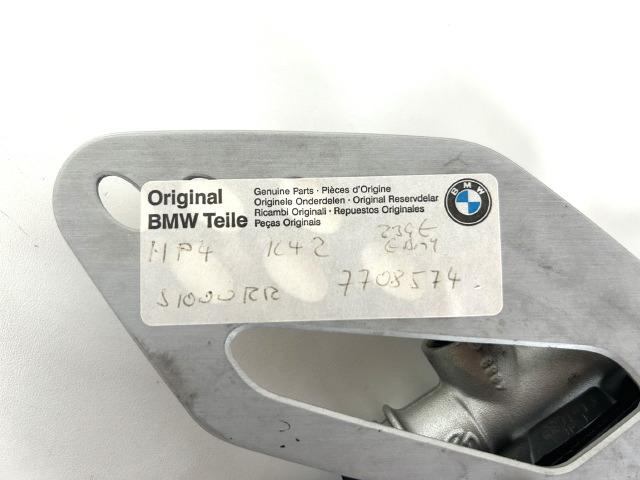 Original
BMW Teile
Genuine Parts · Pièces d'Origine
Originele Onderdelen · Original Reservdelar
Ricambi Originali · Repuestos Originales
Peças Originais
BMW
HP4 K42
S1000RR 7708574